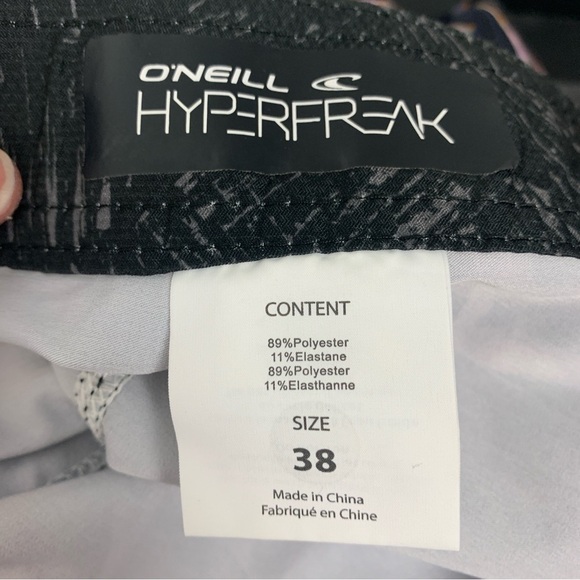 O'NEILL
HYPERFREAK
CONTENT
89%Polyester
11%Elastane
89%Polyester
11%Elasthanne
SIZE
38
Made in China
Fabriqué en Chine